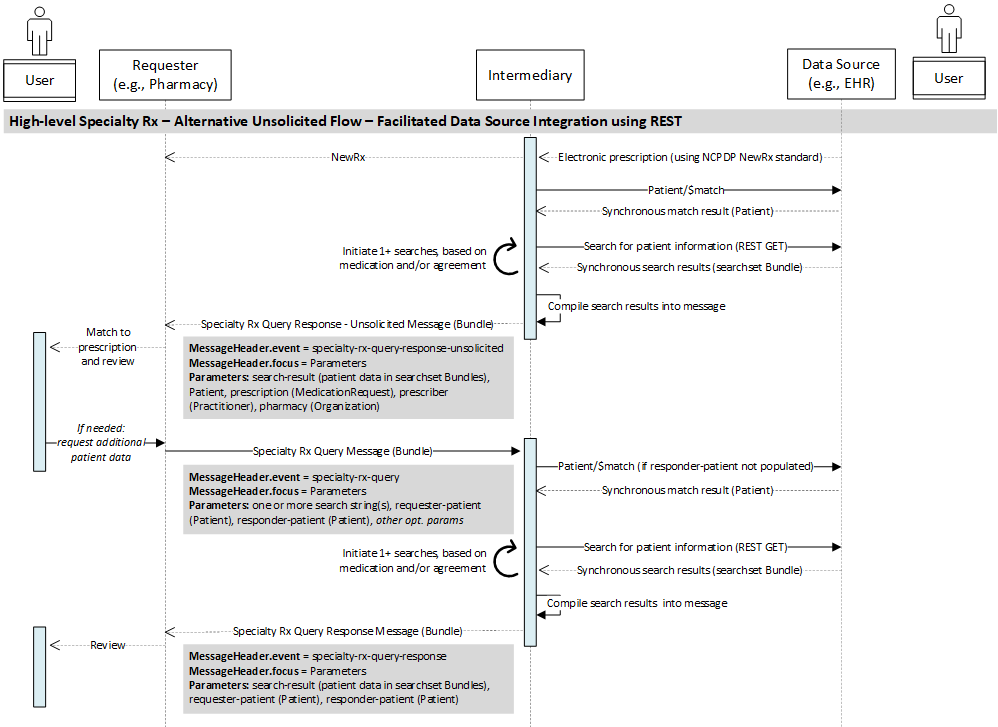 User
Requester
(e.g., Pharmacy)
Intermediary
Data Source
(e.g., EHR)
User
High-level Specialty Rx – Alternative Unsolicited Flow – Facilitated Data Source Integration using REST
NewRx
Electronic prescription (using NCPDP NewRx standard)
Patient/$match
Synchronous match result (Patient)
Initiate 1+ searches, based on
medication and/or agreement
Search for patient information (REST GET)
Synchronous search results (searchset Bundle)
Compile search results into message
Specialty Rx Query Response - Unsolicited Message (Bundle)
Match to
prescription
and review
MessageHeader.event = specialty-rx-query-response-unsolicited
MessageHeader.focus = Parameters
Parameters: search-result (patient data in searchset Bundles),
Patient, prescription (MedicationRequest), prescriber
(Practitioner), pharmacy (Organization)
If needed:
request additional
patient data
Specialty Rx Query Message (Bundle)
Patient/$match (if responder-patient not populated)
Synchronous match result (Patient)
MessageHeader.event = specialty-rx-query
MessageHeader.focus = Parameters
Parameters: one or more search string(s), requester-patient
(Patient), responder-patient (Patient), other opt. params
Initiate 1+ searches, based on
medication and/or agreement
Search for patient information (REST GET)
Synchronous search results (searchset Bundle)
Compile search results into message
Specialty Rx Query Response Message (Bundle)
Review
MessageHeader.event = specialty-rx-query-response
MessageHeader.focus = Parameters
Parameters: search-result (patient data in searchset Bundles),
requester-patient (Patient), responder-patient (Patient)